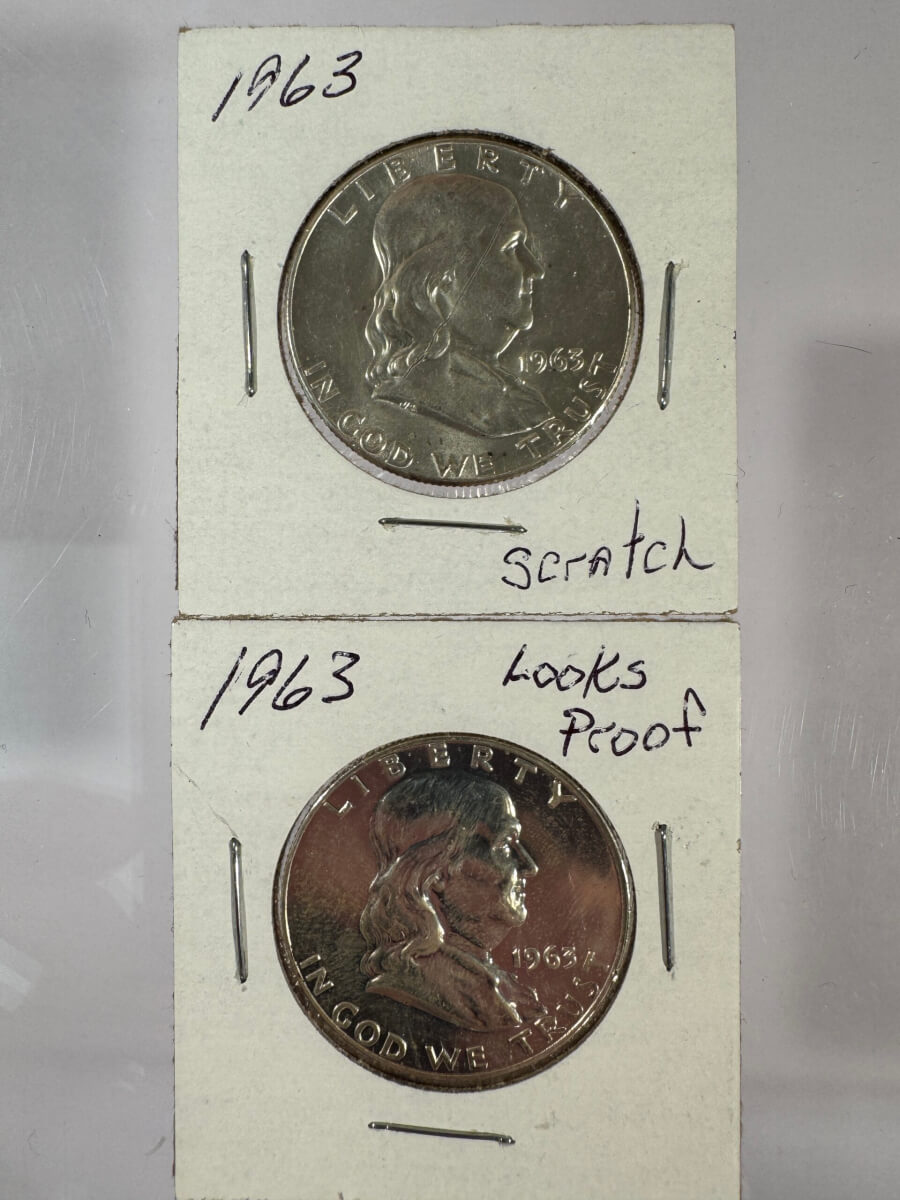 1963
LIBERTY
1963
IN GOD WE TRUST
scratch
1963
Looks
Proof
LIBERTY
1963
IN GOD WE TRUST